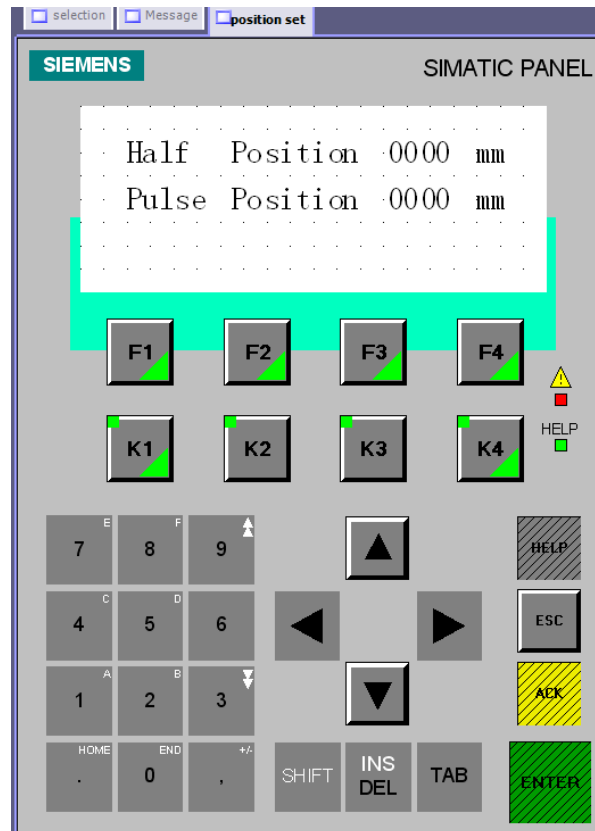 selection Message position set
SIEMENS SIMATIC PANEL
Half Position 0000 mm
Pulse Position 0000 mm
F1 F2 F3 F4
K1 K2 K3 K4 HELP
7 E 8 F 9 HELP
4 C 5 D 6 ESC
1 A 2 B 3 ACK
. HOME 0 END , +/- SHIFT INS DEL TAB ENTER